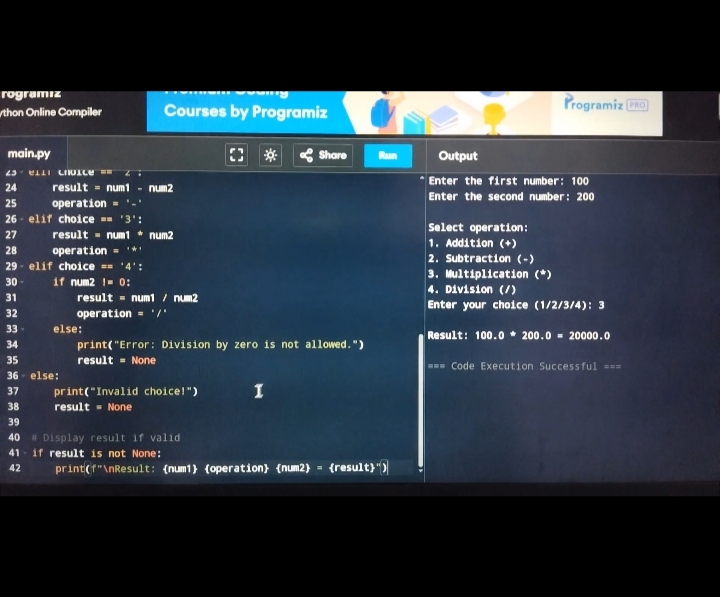 rogramiz
ython Online Compiler
Premium Coding
Courses by Programiz
Programiz PRO
main.py
Share
Run
Output
23 elif choice == '2':
24 result = num1 - num2
25 operation = '-'
26 elif choice == '3':
27 result = num1 * num2
28 operation = '*'
29 elif choice == '4':
30 if num2 != 0:
31 result = num1 / num2
32 operation = '/'
33 else:
34 print("Error: Division by zero is not allowed.")
35 result = None
36 else:
37 print("Invalid choice!")
38 result = None
39
40 # Display result if valid
41 if result is not None:
42 print(f"\nResult: {num1} {operation} {num2} = {result}")
Enter the first number: 100
Enter the second number: 200
Select operation:
1. Addition (+)
2. Subtraction (-)
3. Multiplication (*)
4. Division (/)
Enter your choice (1/2/3/4): 3
Result: 100.0 * 200.0 = 20000.0
=== Code Execution Successful ===